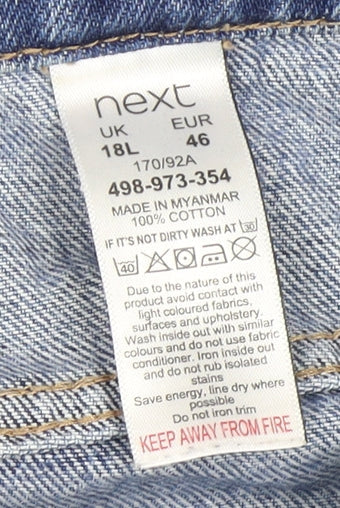 next
UK EUR
18L 46
170/92A
498-973-354
MADE IN MYANMAR
100% COTTON
IF IT'S NOT DIRTY WASH AT 30
40
Due to the nature of this
product avoid contact with
light coloured fabrics,
surfaces and upholstery.
Wash inside out with similar
colours and do not use fabric
conditioner. Iron inside out
and do not rub isolated
stains
Save energy, line dry where
possible
Do not iron trim
KEEP AWAY FROM FIRE